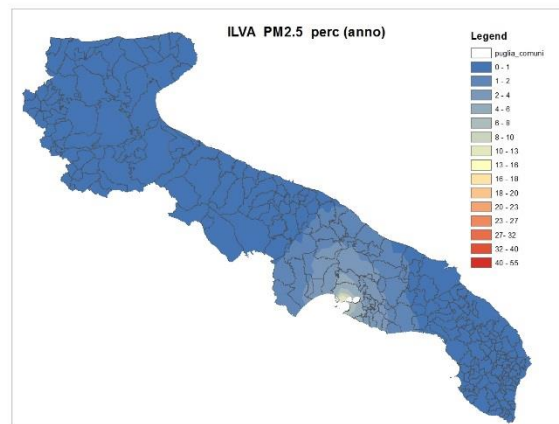 ILVA PM2.5 perc (anno)
Legend
puglia_comuni
0 - 1
1 - 2
2 - 4
4 - 6
6 - 8
8 - 10
10 - 13
13 - 16
16 - 18
18 - 20
20 - 23
23 - 27
27 - 32
32 - 40
40 - 55